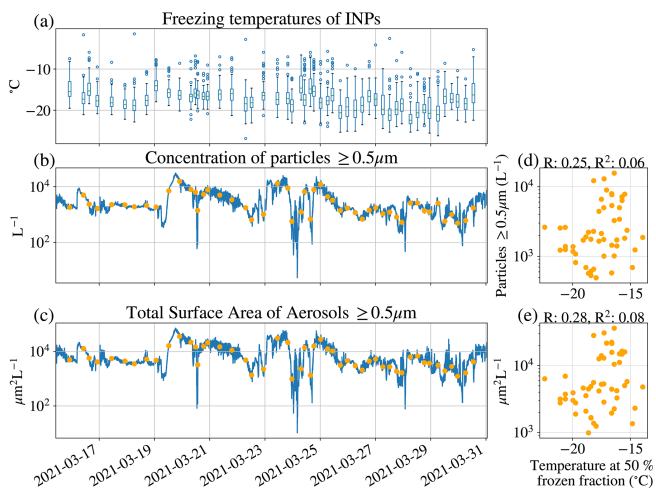 (a) Freezing temperatures of INPs
°C
−10
−20
(b) Concentration of particles ≥0.5μm
L⁻¹
10⁴
10²
(c) Total Surface Area of Aerosols ≥0.5μm
μm²L⁻¹
10⁴
10²
2021-03-17
2021-03-19
2021-03-21
2021-03-23
2021-03-25
2021-03-27
2021-03-29
2021-03-31
(d) R: 0.25, R²: 0.06
Particles ≥0.5μm (L⁻¹)
10⁴
10³
−20
−15
(e) R: 0.28, R²: 0.08
μm²L⁻¹
10⁴
10³
−20
−15
Temperature at 50 %
frozen fraction (°C)